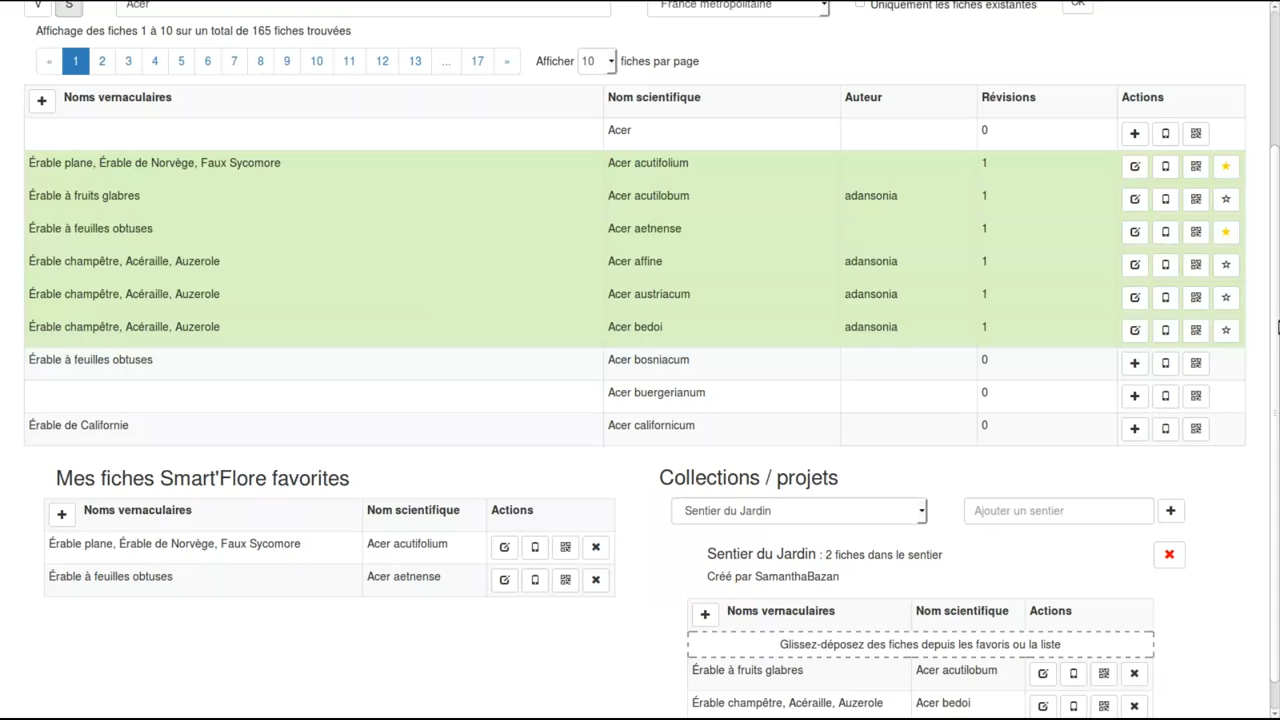 V S Acer France métropolitaine Uniquement les fiches existantes OK
Affichage des fiches 1 à 10 sur un total de 165 fiches trouvées
« 1 2 3 4 5 6 7 8 9 10 11 12 13 ... 17 » Afficher 10 fiches par page
Noms vernaculaires Nom scientifique Auteur Révisions Actions
Acer 0
Érable plane, Érable de Norvège, Faux Sycomore Acer acutifolium 1
Érable à fruits glabres Acer acutilobum adansonia 1
Érable à feuilles obtuses Acer aetnense 1
Érable champêtre, Acéraille, Auzerole Acer affine adansonia 1
Érable champêtre, Acéraille, Auzerole Acer austriacum adansonia 1
Érable champêtre, Acéraille, Auzerole Acer bedoi adansonia 1
Érable à feuilles obtuses Acer bosniacum 0
Acer buergerianum 0
Érable de Californie Acer californicum 0
Mes fiches Smart'Flore favorites
Noms vernaculaires Nom scientifique Actions
Érable plane, Érable de Norvège, Faux Sycomore Acer acutifolium
Érable à feuilles obtuses Acer aetnense
Collections / projets
Sentier du Jardin Ajouter un sentier
Sentier du Jardin : 2 fiches dans le sentier
Créé par SamanthaBazan
Noms vernaculaires Nom scientifique Actions
Glissez-déposez des fiches depuis les favoris ou la liste
Érable à fruits glabres Acer acutilobum
Érable champêtre, Acéraille, Auzerole Acer bedoi